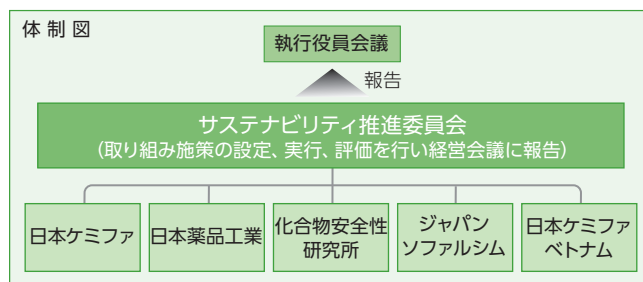 体制図
執行役員会議
報告
サステナビリティ推進委員会
(取り組み施策の設定、実行、評価を行い経営会議に報告)
日本ケミファ
日本薬品工業
化合物安全性
研究所
ジャパン
ソファルシム
日本ケミファ
ベトナム